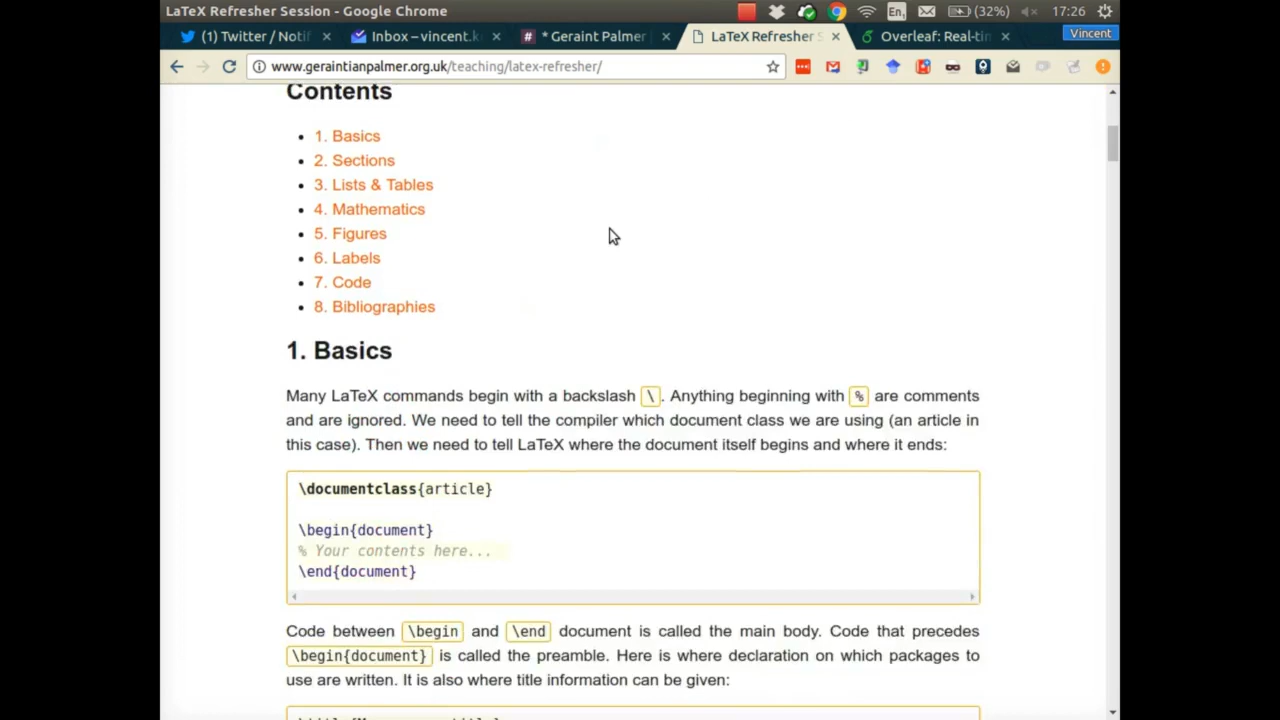 LaTeX Refresher Session - Google Chrome
En1
(32%)
17:26
(1) Twitter / Notif
Inbox – vincent.k
* Geraint Palmer
LaTeX Refresher S
Overleaf: Real-tin
Vincent
www.geraintianpalmer.org.uk/teaching/latex-refresher/
Contents
• 1. Basics
• 2. Sections
• 3. Lists & Tables
• 4. Mathematics
• 5. Figures
• 6. Labels
• 7. Code
• 8. Bibliographies
1. Basics
Many LaTeX commands begin with a backslash \. Anything beginning with % are comments
and are ignored. We need to tell the compiler which document class we are using (an article in
this case). Then we need to tell LaTeX where the document itself begins and where it ends:
\documentclass{article}
\begin{document}
% Your contents here...
\end{document}
Code between \begin and \end document is called the main body. Code that precedes
\begin{document} is called the preamble. Here is where declaration on which packages to
use are written. It is also where title information can be given: